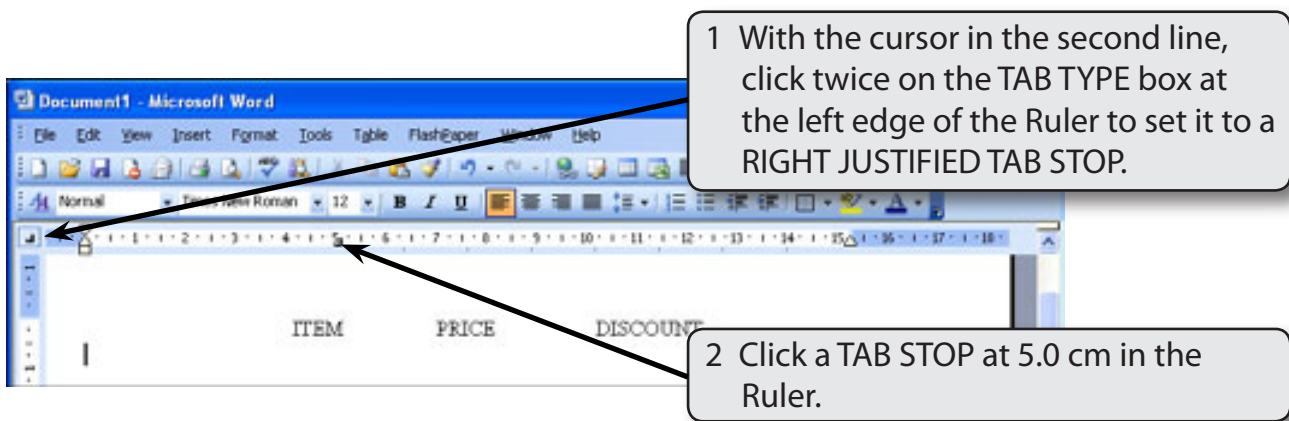 1 With the cursor in the second line,
click twice on the TAB TYPE box at
the left edge of the Ruler to set it to a
RIGHT JUSTIFIED TAB STOP.
Document1 - Microsoft Word
File Edit View Insert Format Tools Table FlashPaper Window Help
Normal Times New Roman 12 B I U A
1 2 3 4 5 6 7 8 9 10 11 12 13 14 15 16 17 18
ITEM PRICE DISCOUNT
2 Click a TAB STOP at 5.0 cm in the
Ruler.